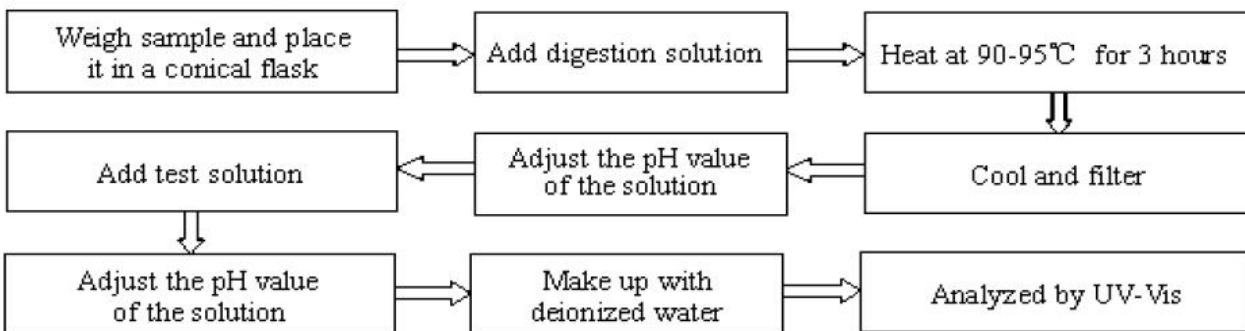 Weigh sample and place
it in a conical flask
Add digestion solution
Heat at 90-95℃ for 3 hours
Cool and filter
Adjust the pH value
of the solution
Add test solution
Adjust the pH value
of the solution
Make up with
deionized water
Analyzed by UV-Vis